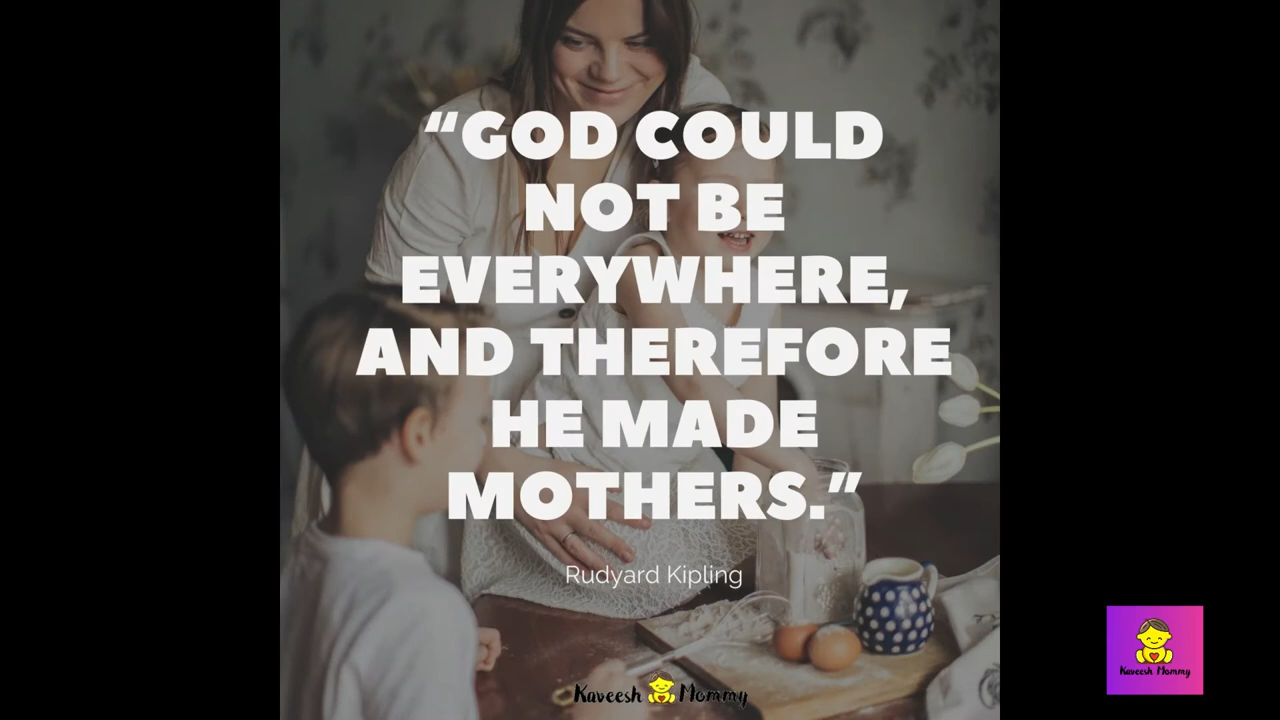 “GOD COULD
NOT BE
EVERYWHERE,
AND THEREFORE
HE MADE
MOTHERS.”
Rudyard Kipling
Kaveesh Mommy
Kaveesh Mommy